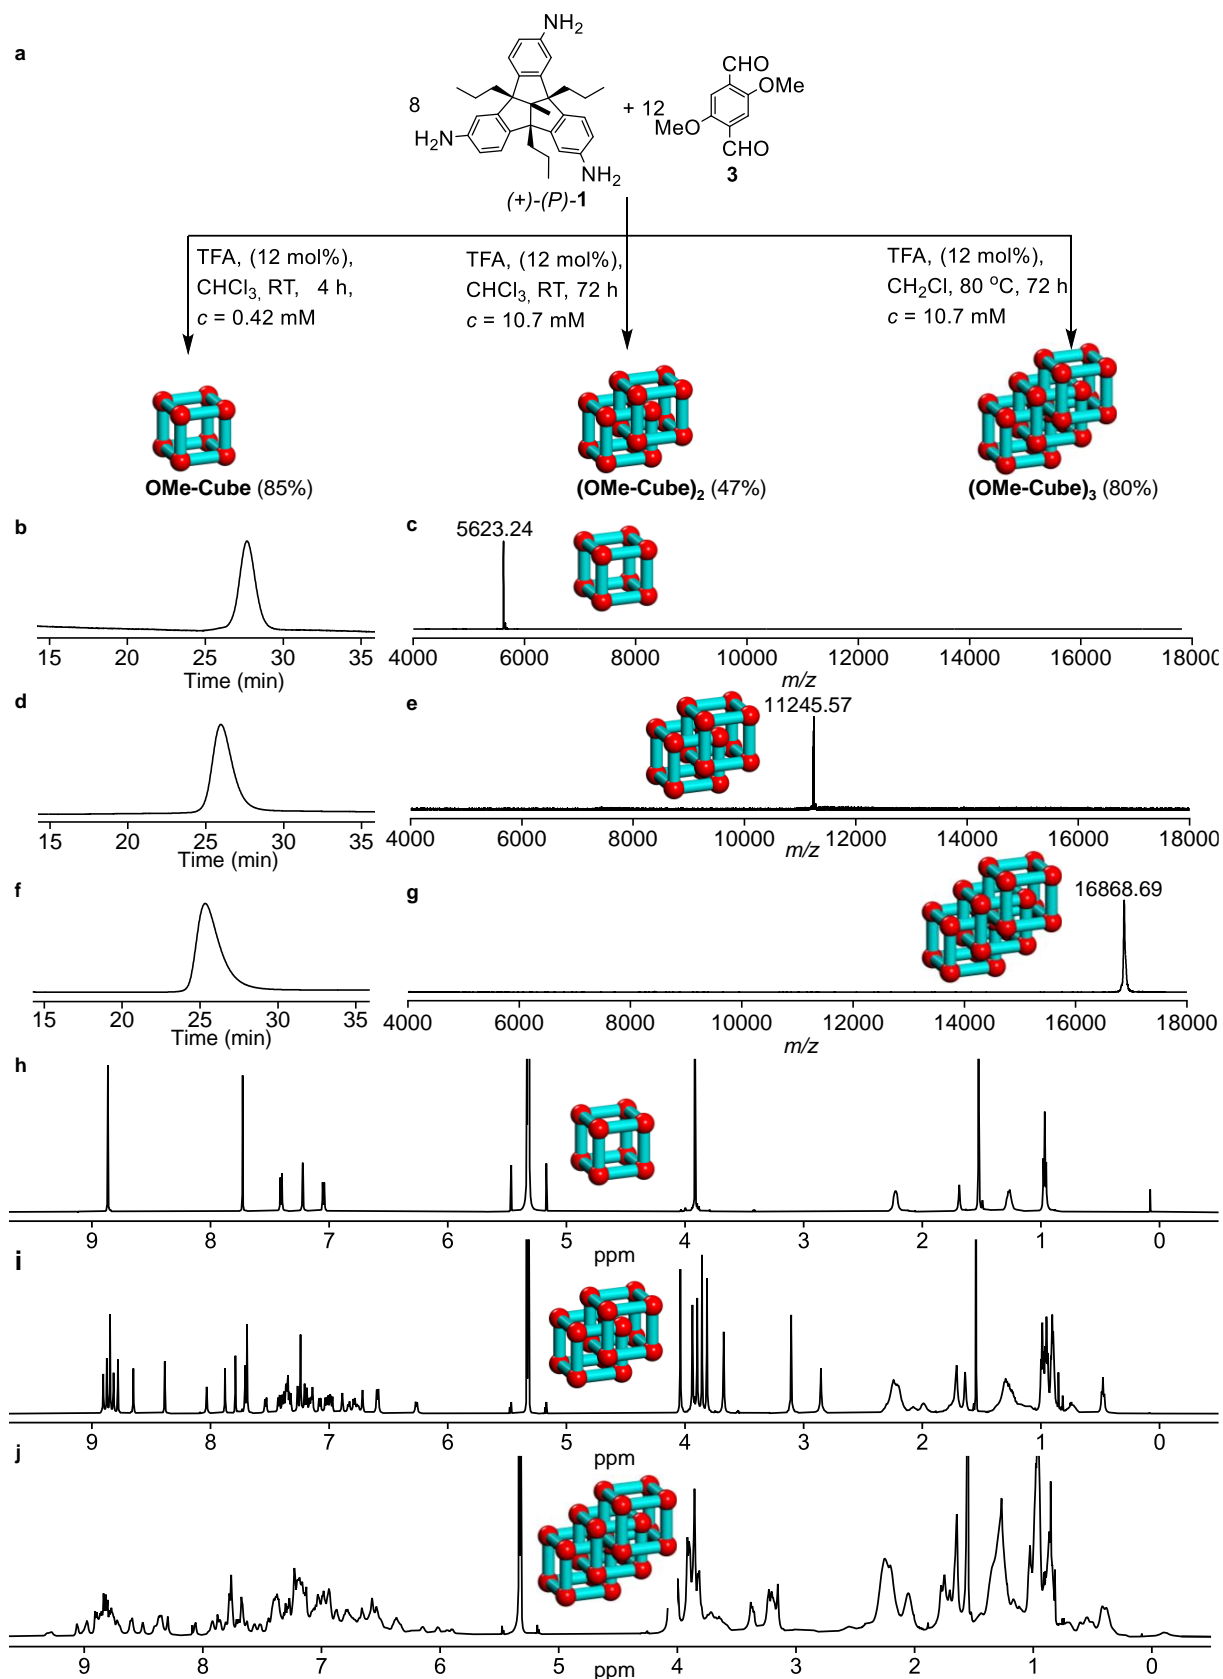 a
NH2
8
H2N
NH2
(+)-(P)-1
+ 12
CHO
OMe
MeO
CHO
3
TFA, (12 mol%),
CHCl3, RT, 4 h,
c = 0.42 mM
TFA, (12 mol%),
CHCl3, RT, 72 h
c = 10.7 mM
TFA, (12 mol%),
CH2Cl, 80 °C, 72 h
c = 10.7 mM
OMe-Cube (85%)
(OMe-Cube)2 (47%)
(OMe-Cube)3 (80%)
b
15 20 25 30 35
Time (min)
c
5623.24
4000 6000 8000 10000 12000 14000 16000 18000
m/z
d
15 20 25 30 35
Time (min)
e
11245.57
4000 6000 8000 10000 12000 14000 16000 18000
m/z
f
15 20 25 30 35
Time (min)
g
16868.69
4000 6000 8000 10000 12000 14000 16000 18000
m/z
h
9 8 7 6 5 4 3 2 1 0
ppm
i
9 8 7 6 5 4 3 2 1 0
ppm
j
9 8 7 6 5 4 3 2 1 0
ppm